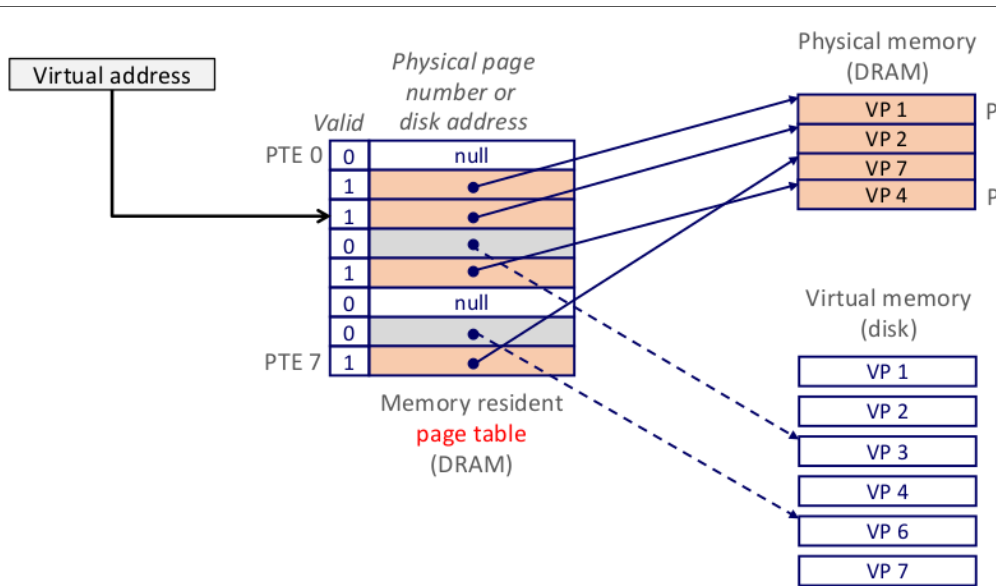 Virtual address
Physical page
number or
disk address
Valid
PTE 0
0
null
1
1
0
1
0
null
0
PTE 7
1
Memory resident
page table
(DRAM)
Physical memory
(DRAM)
VP 1
P
VP 2
VP 7
VP 4
P
Virtual memory
(disk)
VP 1
VP 2
VP 3
VP 4
VP 6
VP 7